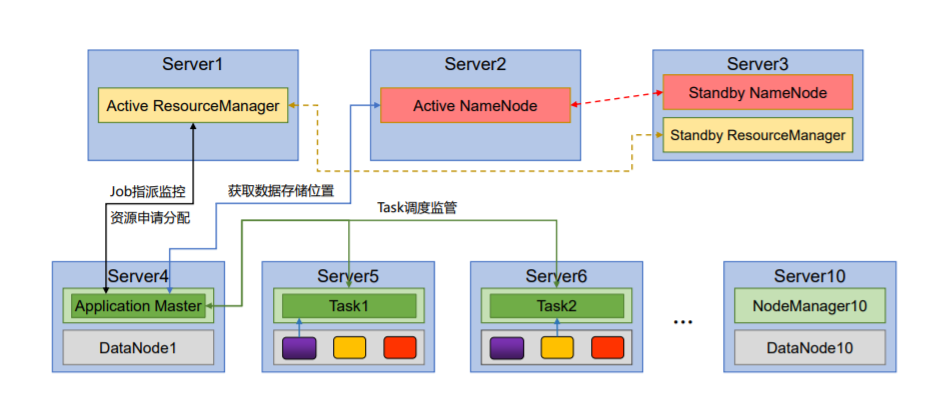 Server1
Server2
Server3
Active ResourceManager
Active NameNode
Standby NameNode
Standby ResourceManager
Job指派监控
资源申请分配
获取数据存储位置
Task调度监管
Server4
Server5
Server6
Server10
Application Master
Task1
Task2
NodeManager10
...
DataNode1
DataNode10